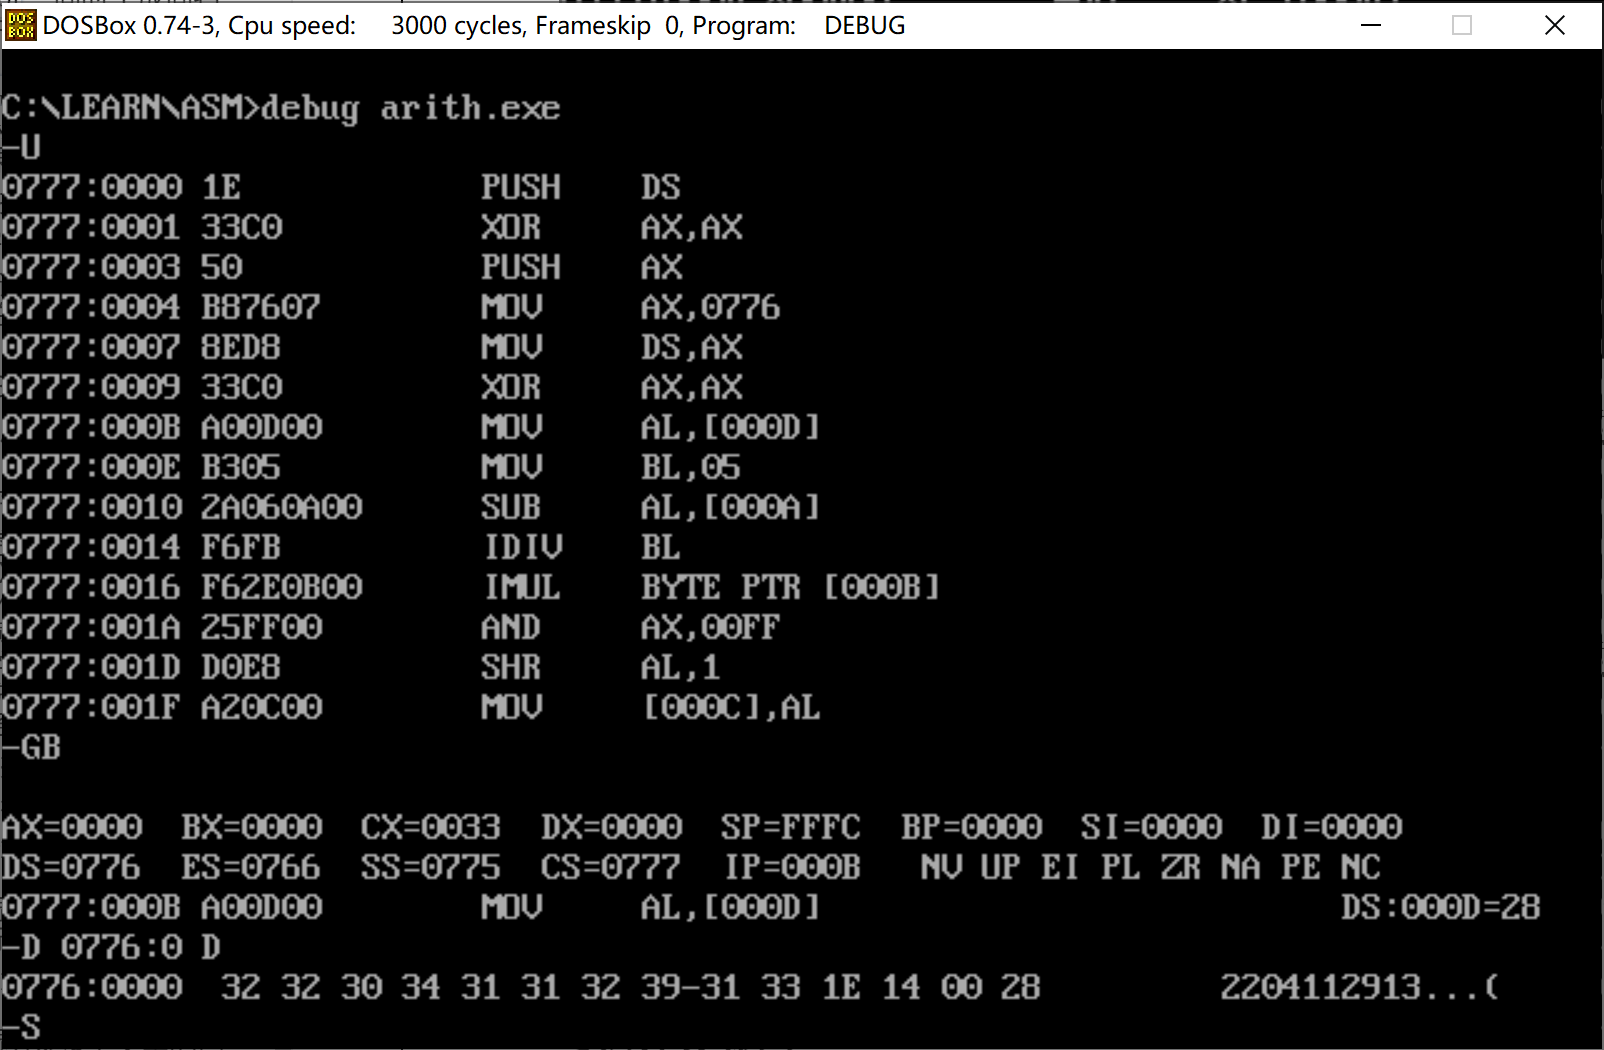 DOSBox 0.74-3, Cpu speed: 3000 cycles, Frameskip 0, Program: DEBUG
C:\LEARN\ASM>debug arith.exe
-U
0777:0000 1E PUSH DS
0777:0001 33C0 XOR AX,AX
0777:0003 50 PUSH AX
0777:0004 B87607 MOV AX,0776
0777:0007 8ED8 MOV DS,AX
0777:0009 33C0 XOR AX,AX
0777:000B A00D00 MOV AL,[000D]
0777:000E B305 MOV BL,05
0777:0010 2A060A00 SUB AL,[000A]
0777:0014 F6FB IDIV BL
0777:0016 F62E0B00 IMUL BYTE PTR [000B]
0777:001A 25FF00 AND AX,00FF
0777:001D D0E8 SHR AL,1
0777:001F A20C00 MOV [000C],AL
-GB
AX=0000 BX=0000 CX=0033 DX=0000 SP=FFFC BP=0000 SI=0000 DI=0000
DS=0776 ES=0766 SS=0775 CS=0777 IP=000B NV UP EI PL ZR NA PE NC
0777:000B A00D00 MOV AL,[000D] DS:000D=28
-D 0776:0 D
0776:0000 32 32 30 34 31 31 32 39-31 33 1E 14 00 28 2204112913...(
-S